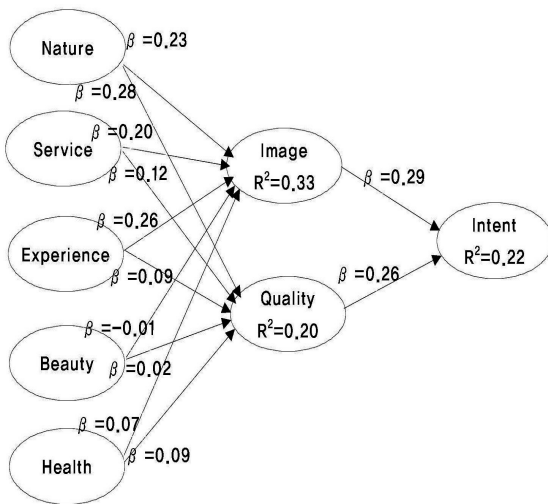 Nature
β=0.23
β=0.28
Service
β=0.20
β=0.12
Image
R²=0.33
β=0.29
Experience
β=0.26
β=0.09
Intent
R²=0.22
β=0.26
Quality
R²=0.20
Beauty
β=-0.01
β=0.02
Health
β=0.07
β=0.09